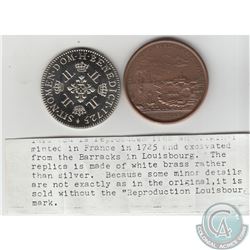 SIT·NOMEN·DOM·H·BENEDICT·1725
minted in France in 1725 and excavated
from the Barracks in Louisbourg. The
replica is made of white brass rather
than silver. Because some minor details
are not exactly as in the original, it is
sold without the "Reproduction Louisbourg
mark.